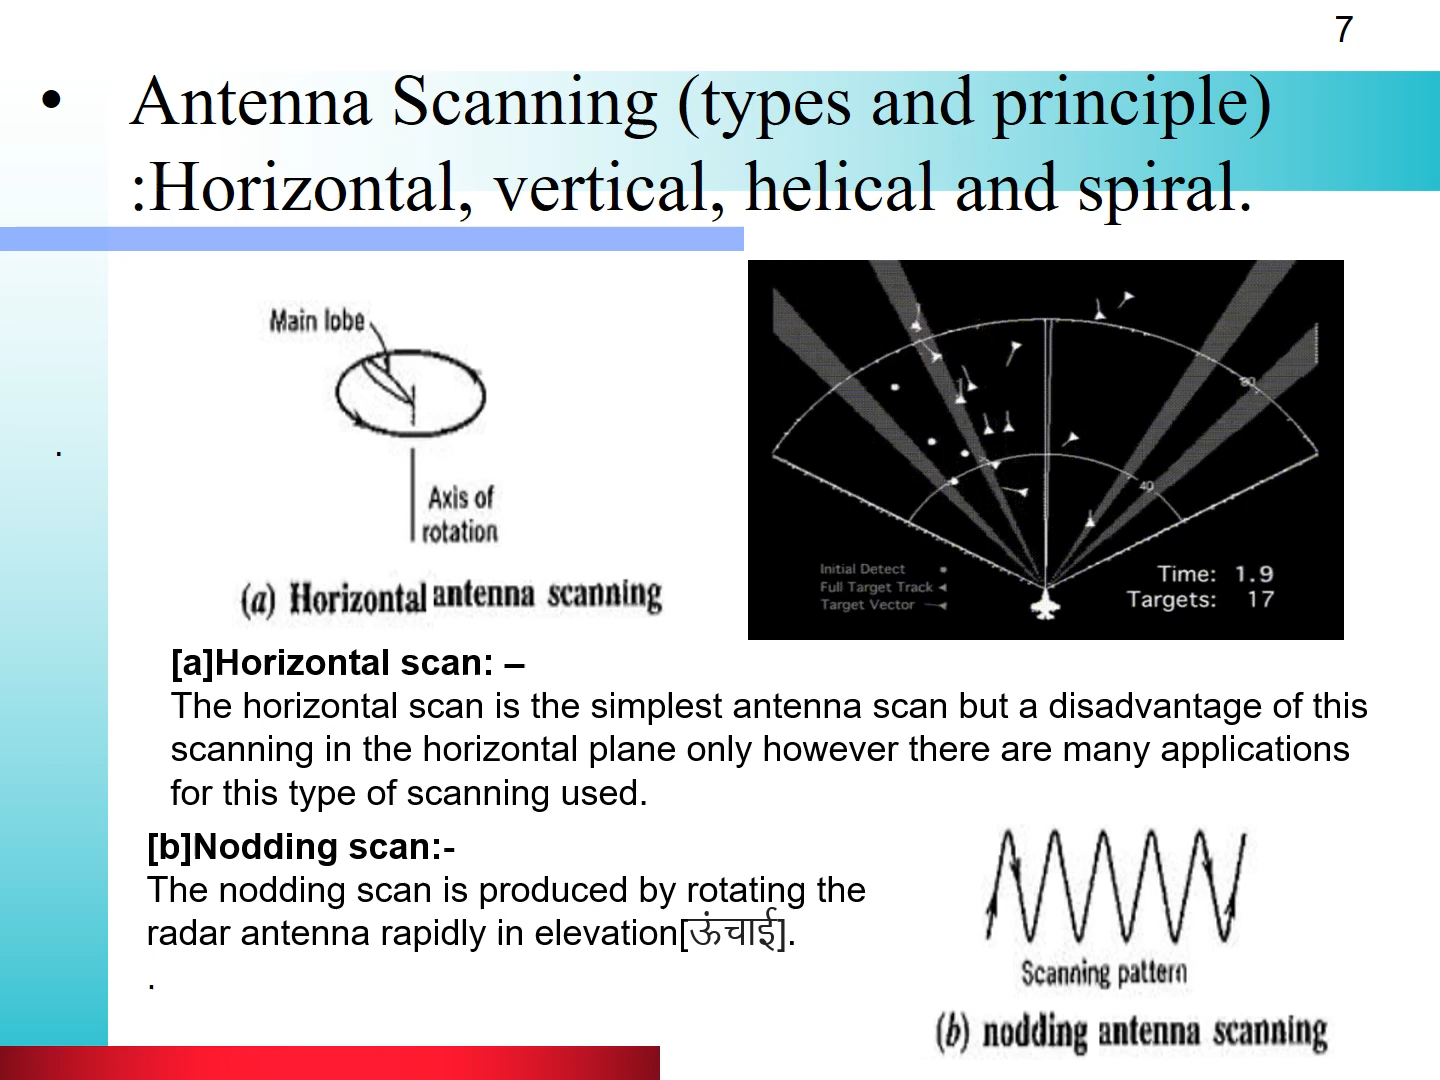 7
• Antenna Scanning (types and principle)
:Horizontal, vertical, helical and spiral.
Main lobe
Axis of
rotation
(a) Horizontal antenna scanning
80
40
Initial Detect
Full Target Track
Target Vector
Time: 1.9
Targets: 17
.
[a]Horizontal scan: –
The horizontal scan is the simplest antenna scan but a disadvantage of this
scanning in the horizontal plane only however there are many applications
for this type of scanning used.
[b]Nodding scan:-
The nodding scan is produced by rotating the
radar antenna rapidly in elevation[ऊंचाई].
.
Scanning pattern
(b) nodding antenna scanning